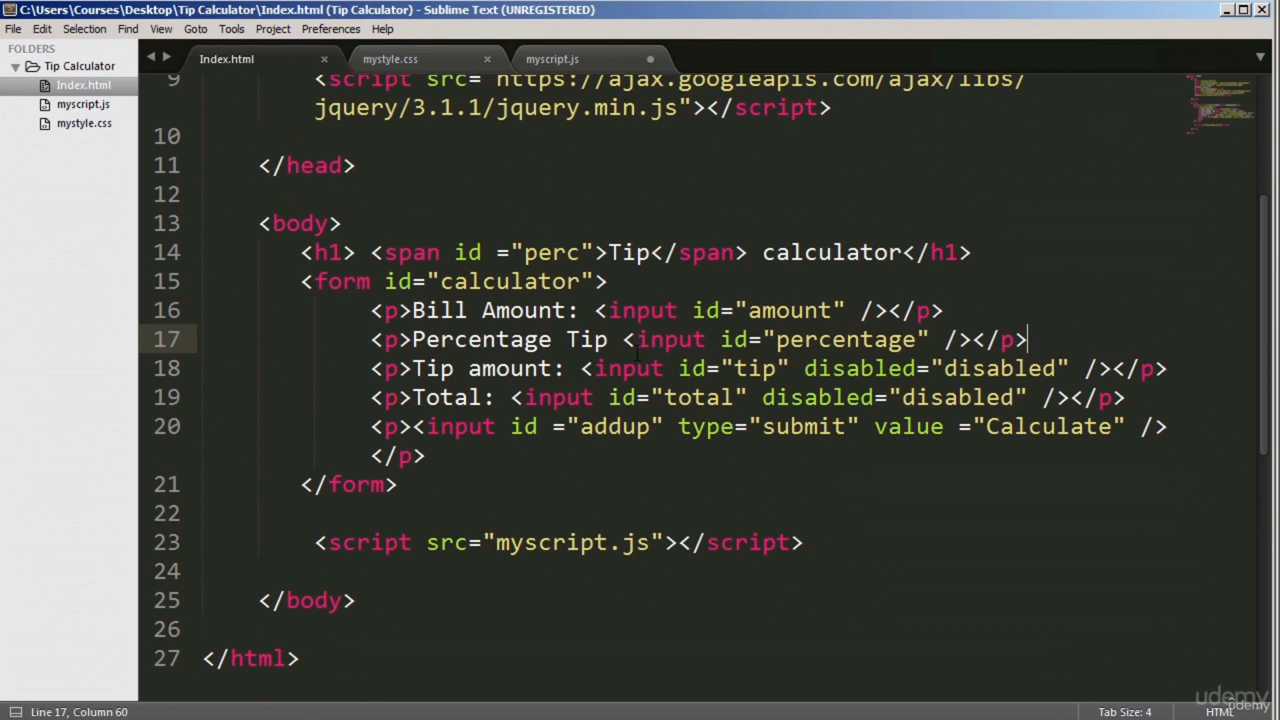 C:\Users\Courses\Desktop\Tip Calculator\Index.html (Tip Calculator) - Sublime Text (UNREGISTERED)
File Edit Selection Find View Goto Tools Project Preferences Help
FOLDERS
Tip Calculator
Index.html
myscript.js
mystyle.css
Index.html mystyle.css myscript.js
9 <script src="https://ajax.googleapis.com/ajax/libs/
jquery/3.1.1/jquery.min.js"></script>
10
11 </head>
12
13 <body>
14 <h1> <span id ="perc">Tip</span> calculator</h1>
15 <form id="calculator">
16 <p>Bill Amount: <input id="amount" /></p>
17 <p>Percentage Tip <input id="percentage" /></p>
18 <p>Tip amount: <input id="tip" disabled="disabled" /></p>
19 <p>Total: <input id="total" disabled="disabled" /></p>
20 <p><input id ="addup" type="submit" value ="Calculate" />
</p>
21 </form>
22
23 <script src="myscript.js"></script>
24
25 </body>
26
27 </html>
Line 17, Column 60
Tab Size: 4
HTML
udemy
udemy